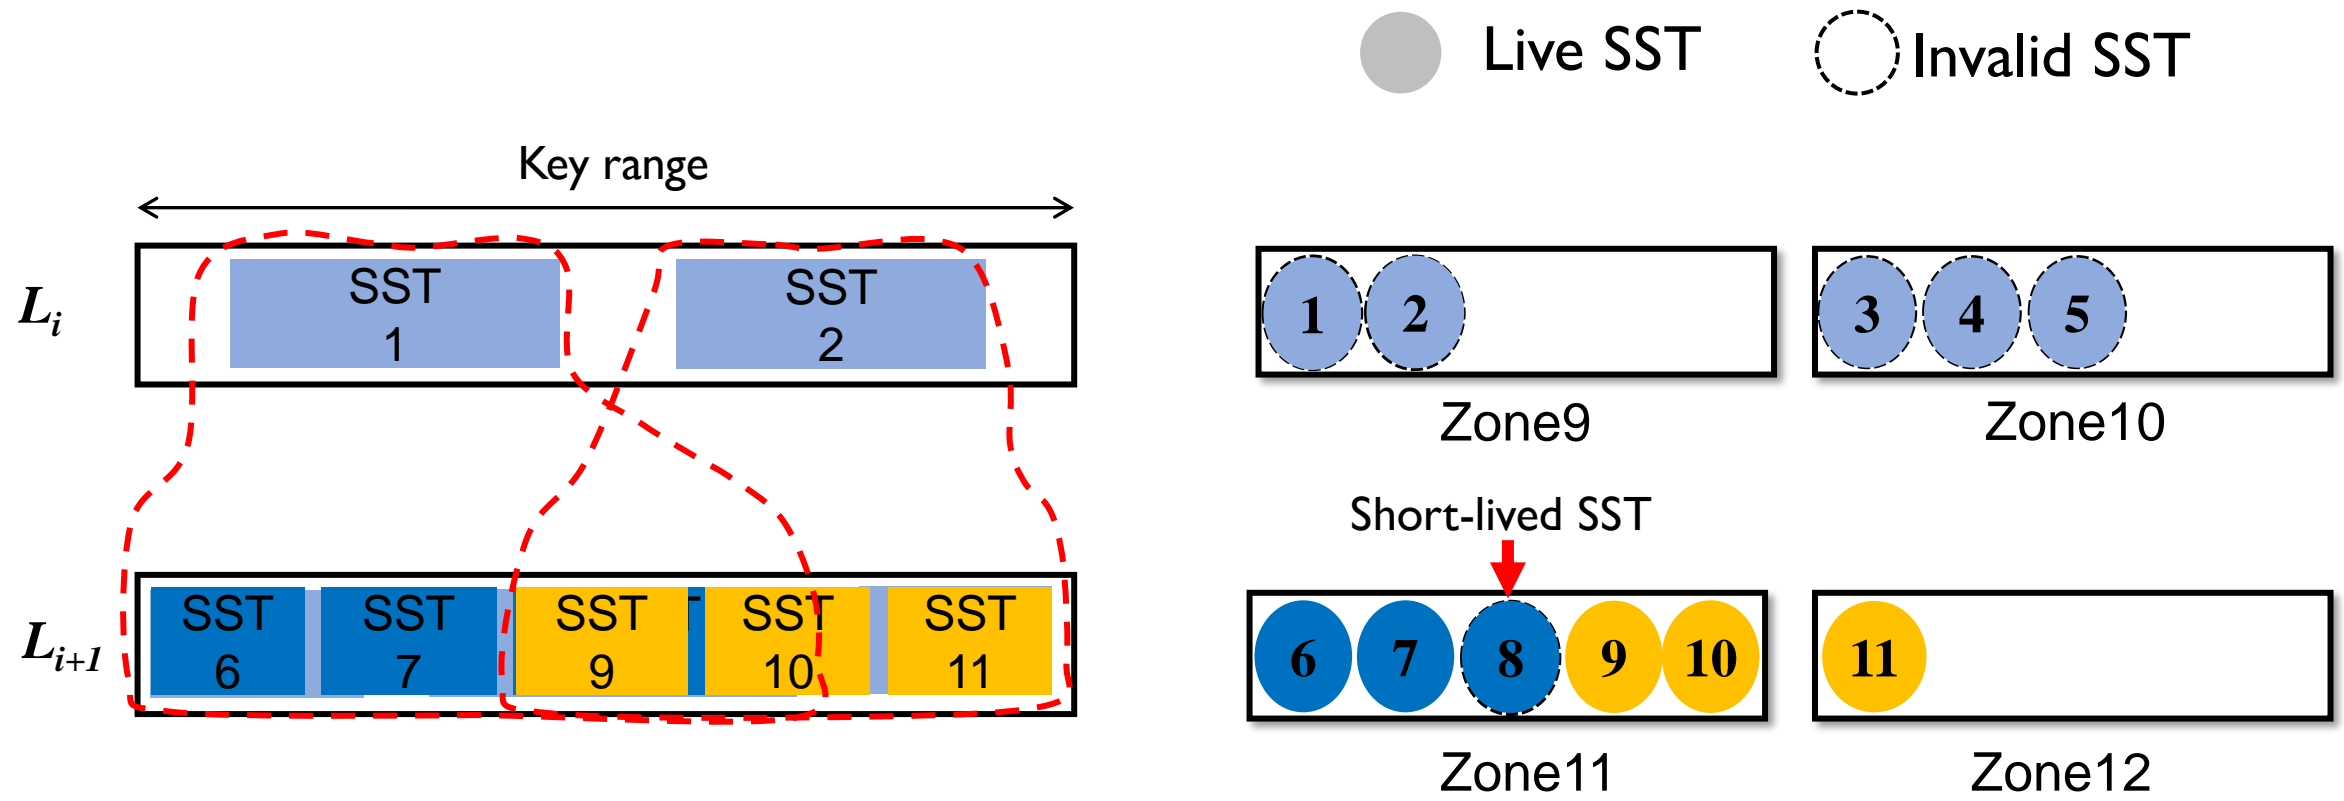 Live SST
Invalid SST
Key range
L_i
SST
1
SST
2
1
2
3
4
5
Zone9
Zone10
Short-lived SST
L_{i+1}
SST
6
SST
7
SST
9
SST
10
SST
11
6
7
8
9
10
11
Zone11
Zone12